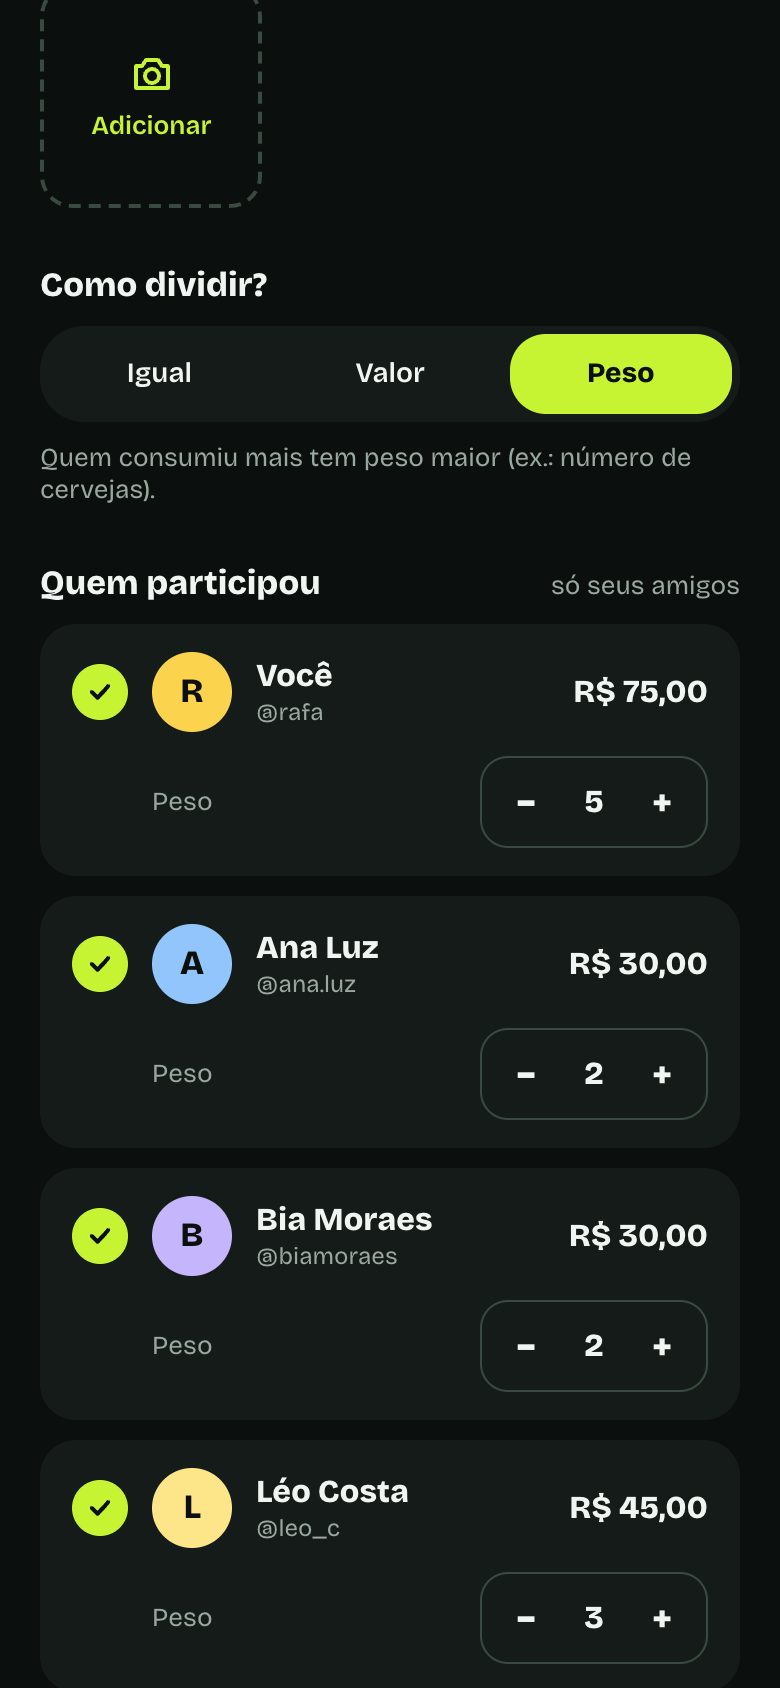 Adicionar
Como dividir?
Igual
Valor
Peso
Quem consumiu mais tem peso maior (ex.: número de
cervejas).
Quem participou
só seus amigos
R
Você
@rafa
R$ 75,00
Peso
− 5 +
A
Ana Luz
@ana.luz
R$ 30,00
Peso
− 2 +
B
Bia Moraes
@biamoraes
R$ 30,00
Peso
− 2 +
L
Léo Costa
@leo_c
R$ 45,00
Peso
− 3 +